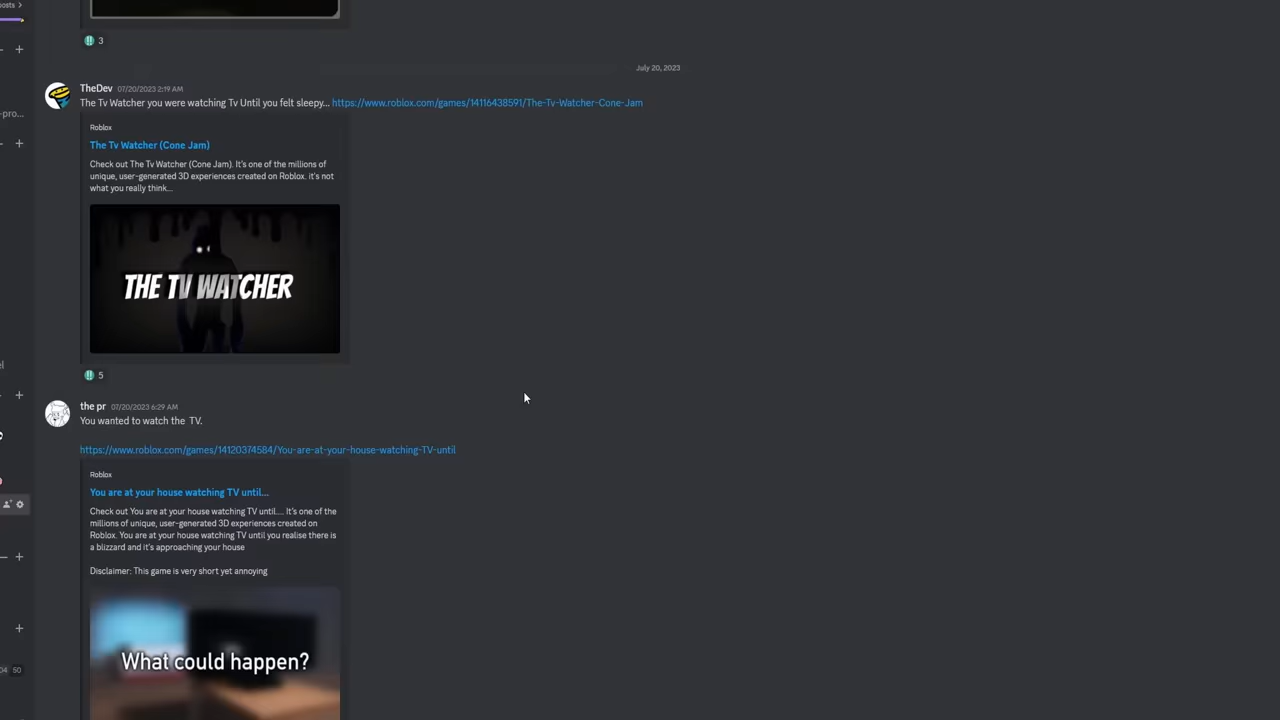 osts >
3
July 20, 2023
TheDev 07/20/2023 2:19 AM
The Tv Watcher you were watching Tv Until you felt sleepy... https://www.roblox.com/games/14116438591/The-Tv-Watcher-Cone-Jam
-pro...
Roblox
The Tv Watcher (Cone Jam)
Check out The Tv Watcher (Cone Jam). It's one of the millions of
unique, user-generated 3D experiences created on Roblox. it's not
what you really think...
THE TV WATCHER
el
5
the pr 07/20/2023 6:29 AM
You wanted to watch the TV.
https://www.roblox.com/games/14120374584/You-are-at-your-house-watching-TV-until
Roblox
You are at your house watching TV until...
Check out You are at your house watching TV until.... It's one of the
millions of unique, user-generated 3D experiences created on
Roblox. You are at your house watching TV until you realise there is
a blizzard and it's approaching your house
Disclaimer: This game is very short yet annoying
What could happen?
04 50